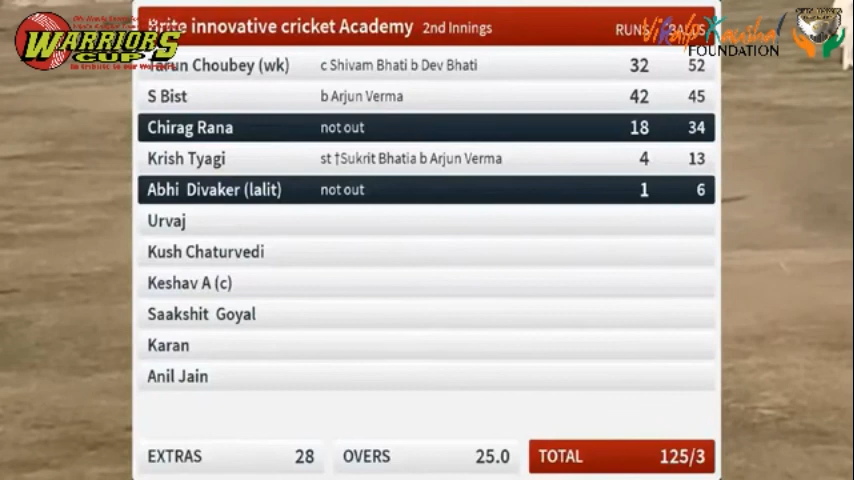 WARRIORS
CUP
innovative cricket Academy 2nd Innings
FOUNDATION
Choubey (wk) c Shivam Bhati b Dev Bhati 32 52
S Bist b Arjun Verma 42 45
Chirag Rana not out 18 34
Krish Tyagi st †Sukrit Bhatia b Arjun Verma 4 13
Abhi Divaker (lalit) not out 1 6
Urvaj
Kush Chaturvedi
Keshav A (c)
Saakshit Goyal
Karan
Anil Jain
EXTRAS 28 OVERS 25.0 TOTAL 125/3